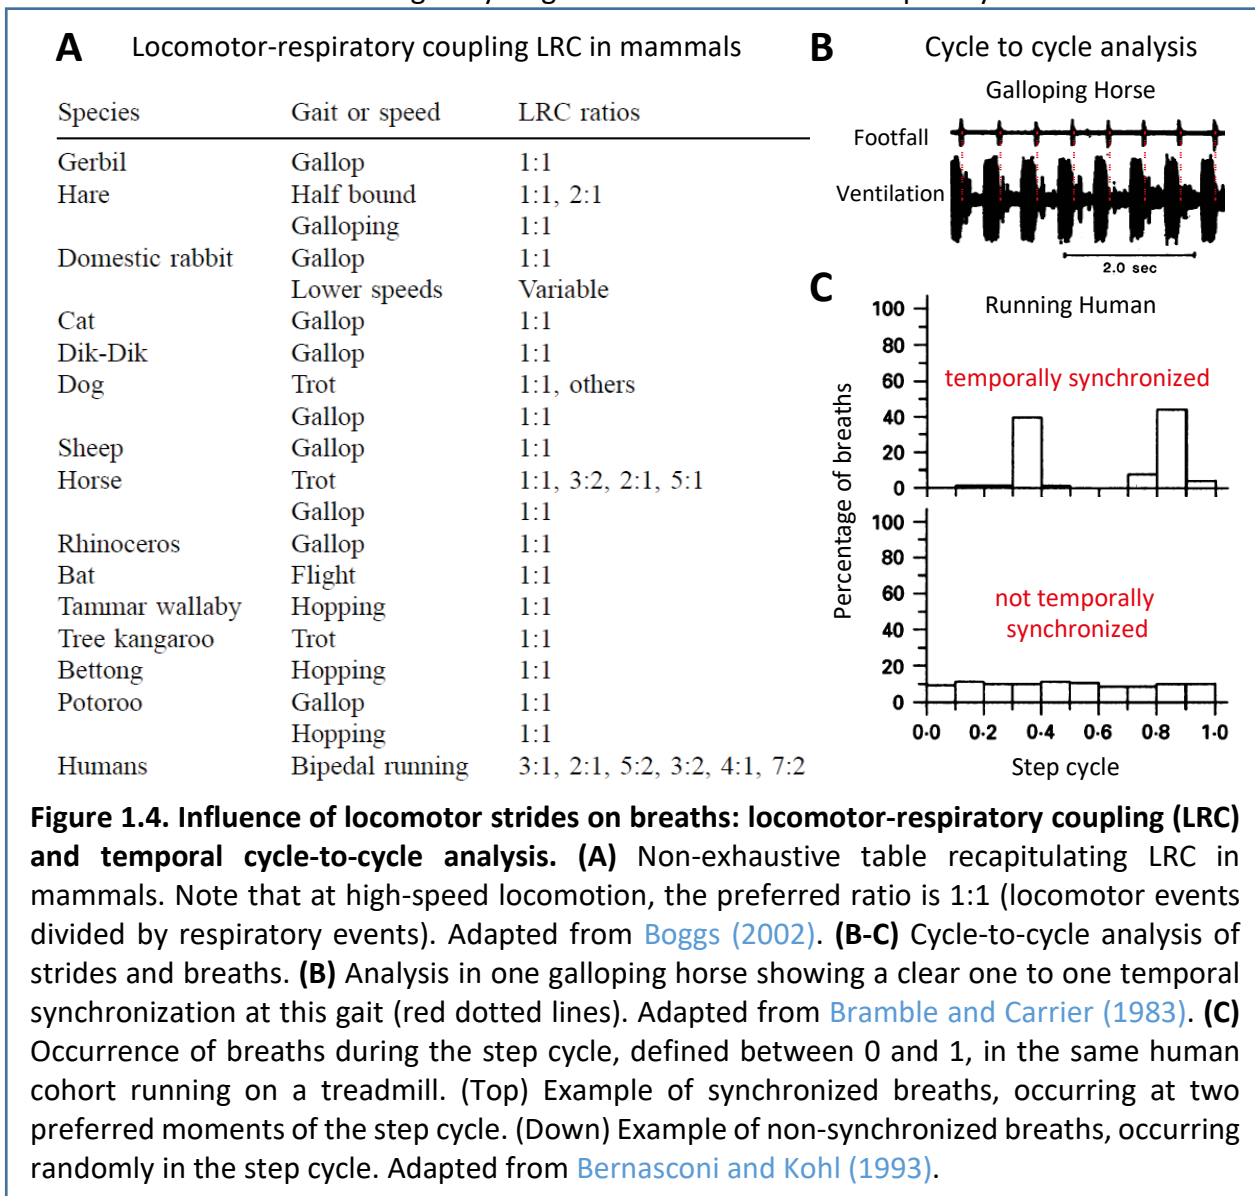 A Locomotor-respiratory coupling LRC in mammals
Species Gait or speed LRC ratios
Gerbil Gallop 1:1
Hare Half bound 1:1, 2:1
Galloping 1:1
Domestic rabbit Gallop 1:1
Lower speeds Variable
Cat Gallop 1:1
Dik-Dik Gallop 1:1
Dog Trot 1:1, others
Gallop 1:1
Sheep Gallop 1:1
Horse Trot 1:1, 3:2, 2:1, 5:1
Gallop 1:1
Rhinoceros Gallop 1:1
Bat Flight 1:1
Tammar wallaby Hopping 1:1
Tree kangaroo Trot 1:1
Bettong Hopping 1:1
Potoroo Gallop 1:1
Hopping 1:1
Humans Bipedal running 3:1, 2:1, 5:2, 3:2, 4:1, 7:2
B Cycle to cycle analysis
Galloping Horse
Footfall
Ventilation
2.0 sec
C
Running Human
Percentage of breaths
100
80
60
40
20
0
temporally synchronized
100
80
60
40
20
0
not temporally
synchronized
0·0 0·2 0·4 0·6 0·8 1·0
Step cycle
Figure 1.4. Influence of locomotor strides on breaths: locomotor-respiratory coupling (LRC)
and temporal cycle-to-cycle analysis. (A) Non-exhaustive table recapitulating LRC in
mammals. Note that at high-speed locomotion, the preferred ratio is 1:1 (locomotor events
divided by respiratory events). Adapted from Boggs (2002). (B-C) Cycle-to-cycle analysis of
strides and breaths. (B) Analysis in one galloping horse showing a clear one to one temporal
synchronization at this gait (red dotted lines). Adapted from Bramble and Carrier (1983). (C)
Occurrence of breaths during the step cycle, defined between 0 and 1, in the same human
cohort running on a treadmill. (Top) Example of synchronized breaths, occurring at two
preferred moments of the step cycle. (Down) Example of non-synchronized breaths, occurring
randomly in the step cycle. Adapted from Bernasconi and Kohl (1993).